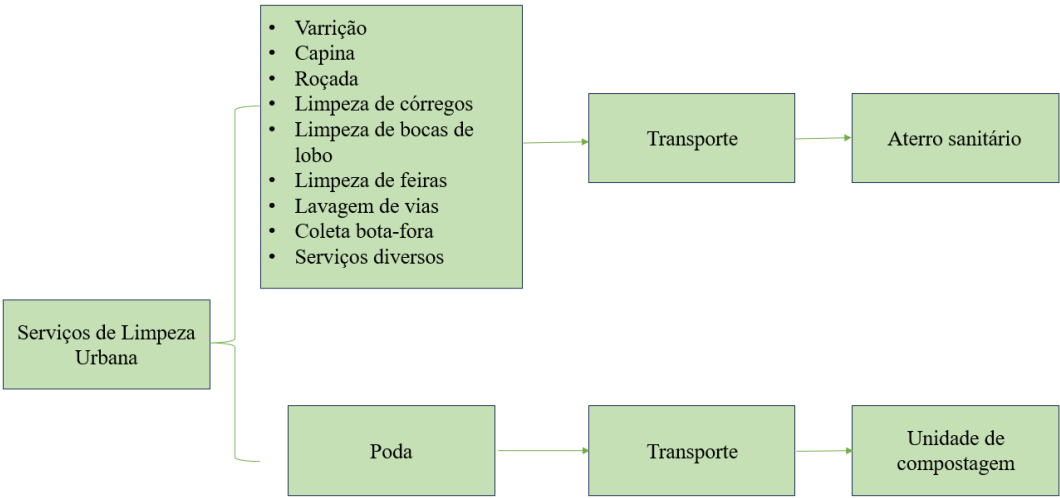 • Varrição
• Capina
• Roçada
• Limpeza de córregos
• Limpeza de bocas de
lobo
• Limpeza de feiras
• Lavagem de vias
• Coleta bota-fora
• Serviços diversos
Transporte
Aterro sanitário
Serviços de Limpeza
Urbana
Poda
Transporte
Unidade de
compostagem